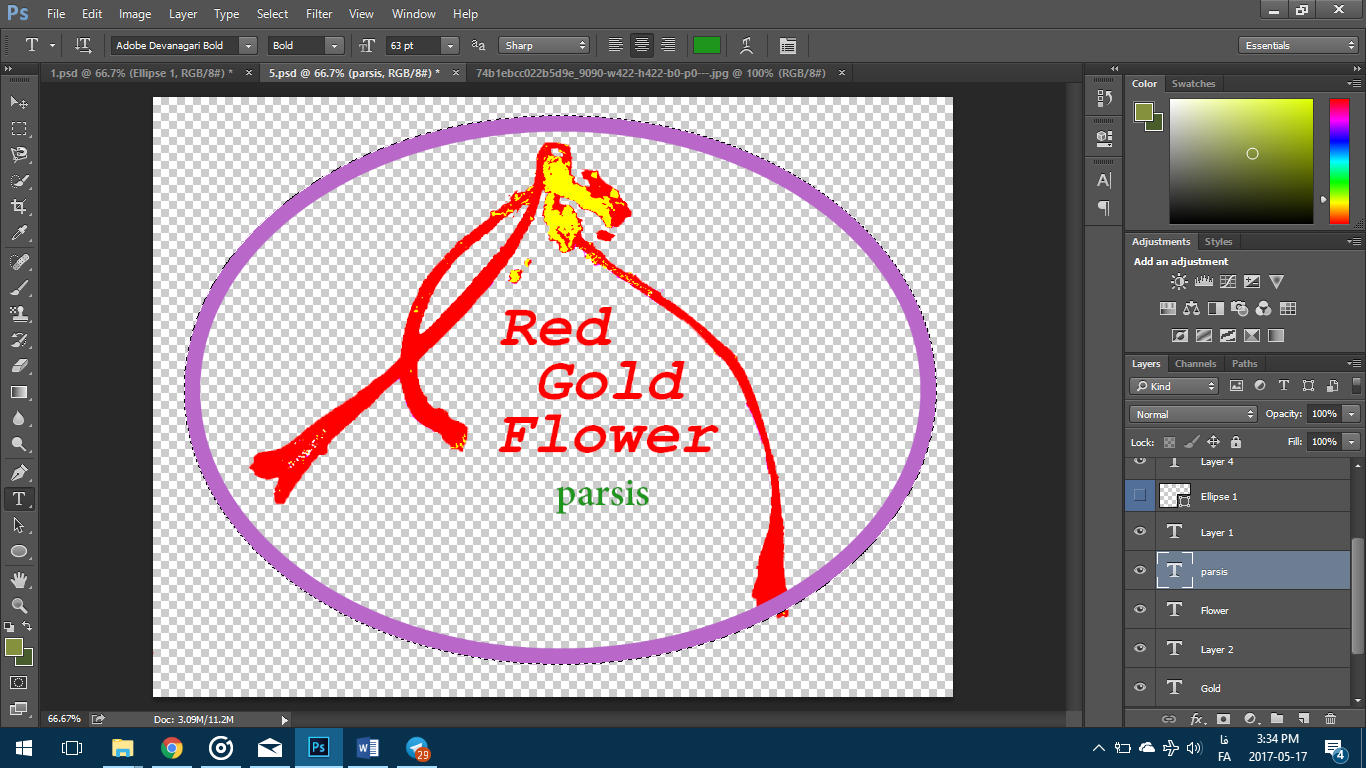 Ps File Edit Image Layer Type Select Filter View Window Help
T Adobe Devanagari Bold Bold 63 pt aa Sharp Essentials
1.psd @ 66.7% (Ellipse 1, RGB/8#) * × 5.psd @ 66.7% (parsis, RGB/8#) * × 74b1ebcc022b5d9e_9090-w422-h422-b0-p0---.jpg @ 100% (RGB/8#) ×
Color Swatches
Adjustments Styles
Add an adjustment
Layers Channels Paths
Kind
Normal Opacity: 100%
Lock: Fill: 100%
Layer 4
Ellipse 1
Layer 1
parsis
Flower
Layer 2
Gold
Red
Gold
Flower
parsis
66.67% Doc: 3.09M/11.2M
29
فا
FA
3:34 PM
2017-05-17
4